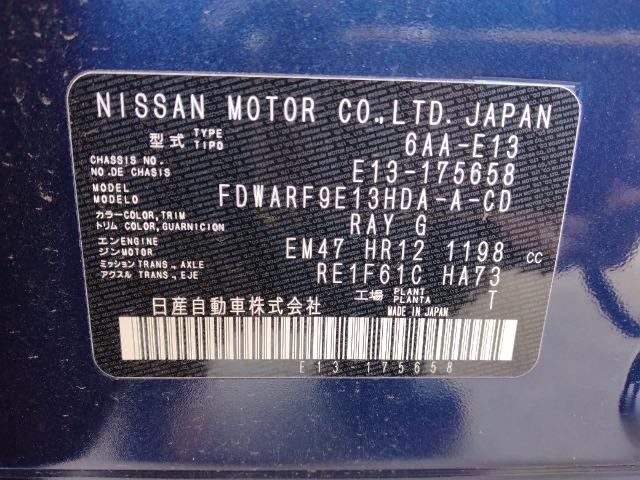 NISSAN MOTOR CO.,LTD. JAPAN
型式 TYPE TIPO 6AA-E13
CHASSIS NO. NO. DE CHASIS E13-175658
MODEL MODELO FDWARF9E13HDA-A-CD
カラー COLOR, TRIM
トリム COLOR, GUARNICION RAY G
エンジン ENGINE MOTOR EM47 HR12 1198 cc
ミッション TRANS., AXLE
アクスル TRANS., EJE RE1F61C HA73
工場 PLANT PLANTA T
日産自動車株式会社 MADE IN JAPAN
E13 175658